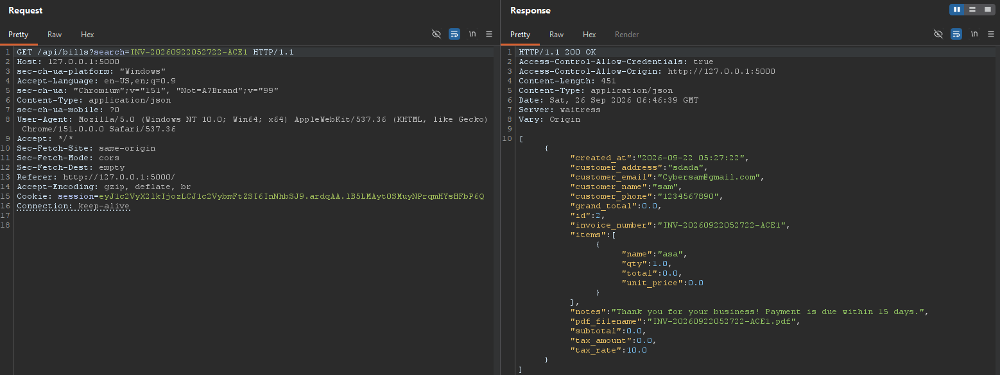 Request
Pretty Raw Hex
\n
1 GET /api/bills?search=INV-20260922052722-ACE1 HTTP/1.1
2 Host: 127.0.0.1:5000
3 sec-ch-ua-platform: "Windows"
4 Accept-Language: en-US,en;q=0.9
5 sec-ch-ua: "Chromium";v="151", "Not=A?Brand";v="99"
6 Content-Type: application/json
7 sec-ch-ua-mobile: ?0
8 User-Agent: Mozilla/5.0 (Windows NT 10.0; Win64; x64) AppleWebKit/537.36 (KHTML, like Gecko)
Chrome/151.0.0.0 Safari/537.36
9 Accept: */*
10 Sec-Fetch-Site: same-origin
11 Sec-Fetch-Mode: cors
12 Sec-Fetch-Dest: empty
13 Referer: http://127.0.0.1:5000/
14 Accept-Encoding: gzip, deflate, br
15 Cookie: session=eyJ1c2VyX2lkIjozLCJ1c2VybmFtZSI6InNhbSJ9.ardqAA.lB5LMAytOSMuyNPrqmHYsHFbP6Q
16 Connection: keep-alive
17
18
Response
Pretty Raw Hex Render
\n
1 HTTP/1.1 200 OK
2 Access-Control-Allow-Credentials: true
3 Access-Control-Allow-Origin: http://127.0.0.1:5000
4 Content-Length: 451
5 Content-Type: application/json
6 Date: Sat, 26 Sep 2026 06:46:39 GMT
7 Server: waitress
8 Vary: Origin
9
10 [
{
"created_at":"2026-09-22 05:27:22",
"customer_address":"sdada",
"customer_email":"Cybersam@gmail.com",
"customer_name":"sam",
"customer_phone":"1234567890",
"grand_total":0.0,
"id":2,
"invoice_number":"INV-20260922052722-ACE1",
"items":[
{
"name":"asa",
"qty":1.0,
"total":0.0,
"unit_price":0.0
}
],
"notes":"Thank you for your business! Payment is due within 15 days.",
"pdf_filename":"INV-20260922052722-ACE1.pdf",
"subtotal":0.0,
"tax_amount":0.0,
"tax_rate":10.0
}
]